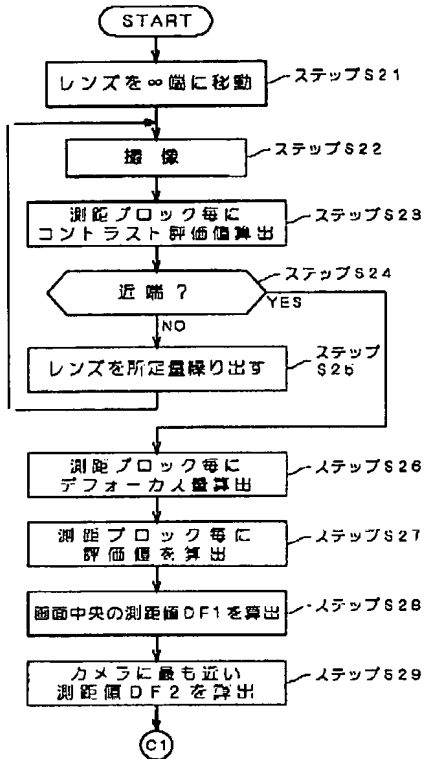 START
レンズを∞端に移動
ステップS21
撮像
ステップS22
測距ブロック毎に
コントラスト評価値算出
ステップS23
近端？
ステップS24
YES
NO
レンズを所定量繰り出す
ステップ
S25
測距ブロック毎に
デフォーカス量算出
ステップS26
測距ブロック毎に
評価値を算出
ステップS27
画面中央の測距値DF1を算出
ステップS28
カメラに最も近い
測距値DF2を算出
ステップS29
C1